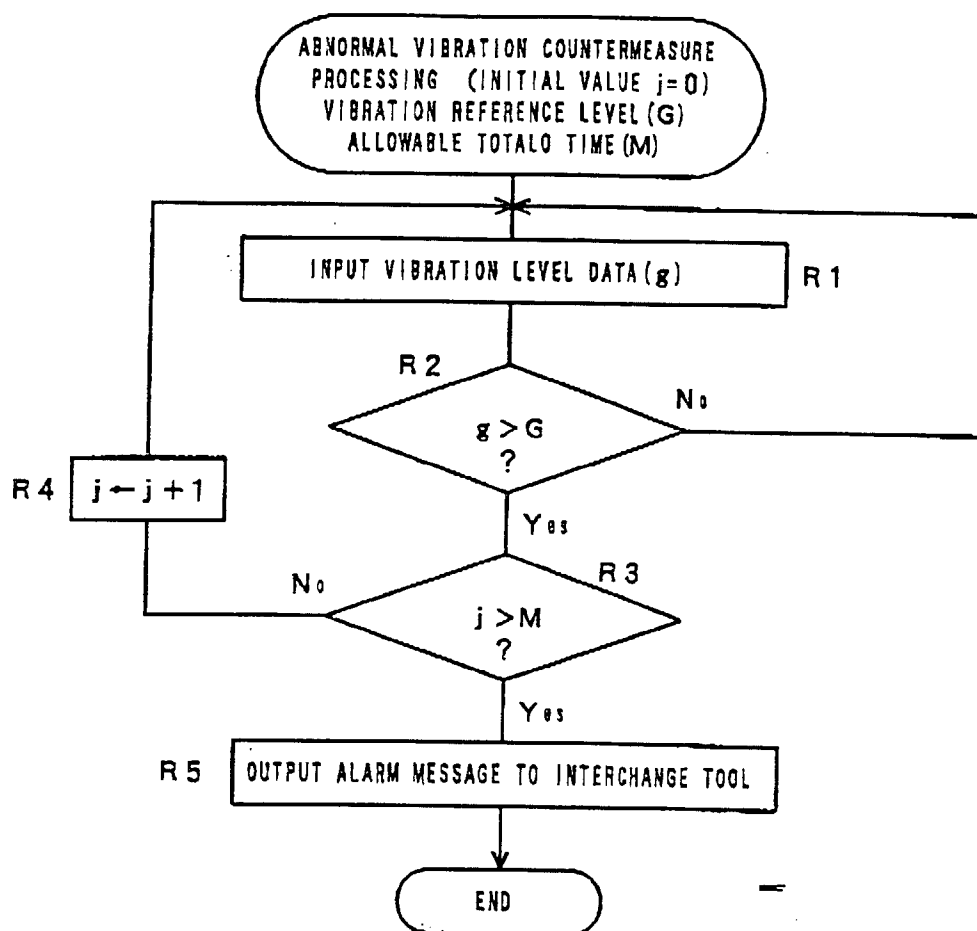 ABNORMAL VIBRATION COUNTERMEASURE
PROCESSING (INITIAL VALUE j=0)
VIBRATION REFERENCE LEVEL(G)
ALLOWABLE TOTALO TIME(M)
INPUT VIBRATION LEVEL DATA(g)
R1
R2
g>G
?
No
Yes
R4
j←j+1
R3
No
j>M
?
Yes
R5
OUTPUT ALARM MESSAGE TO INTERCHANGE TOOL
END